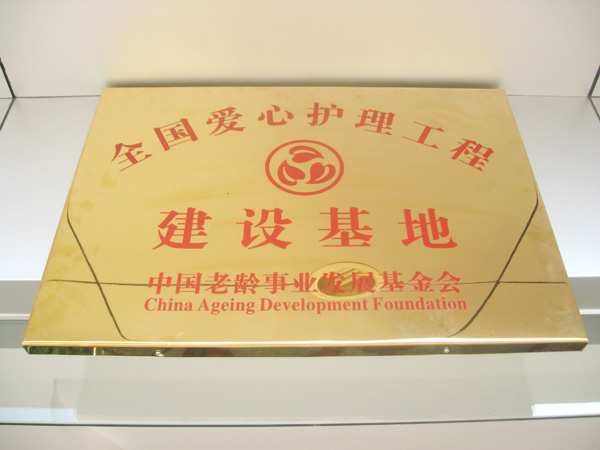 全国爱心护理工程
建设基地
中国老龄事业发展基金会
China Ageing Development Foundation